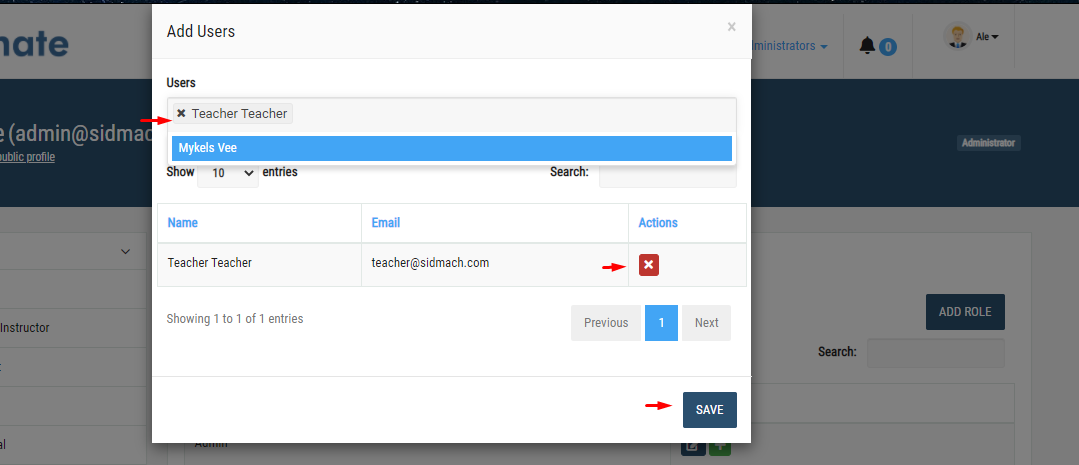 Add Users
×
nate
ministrators
0
Ale
Users
× Teacher Teacher
e (admin@sidmac
Mykels Vee
public profile
Administrator
Show 10 entries
Search:
Name Email Actions
Teacher Teacher teacher@sidmach.com
Showing 1 to 1 of 1 entries
Previous 1 Next
ADD ROLE
Instructor
Search:
SAVE
al
Admin